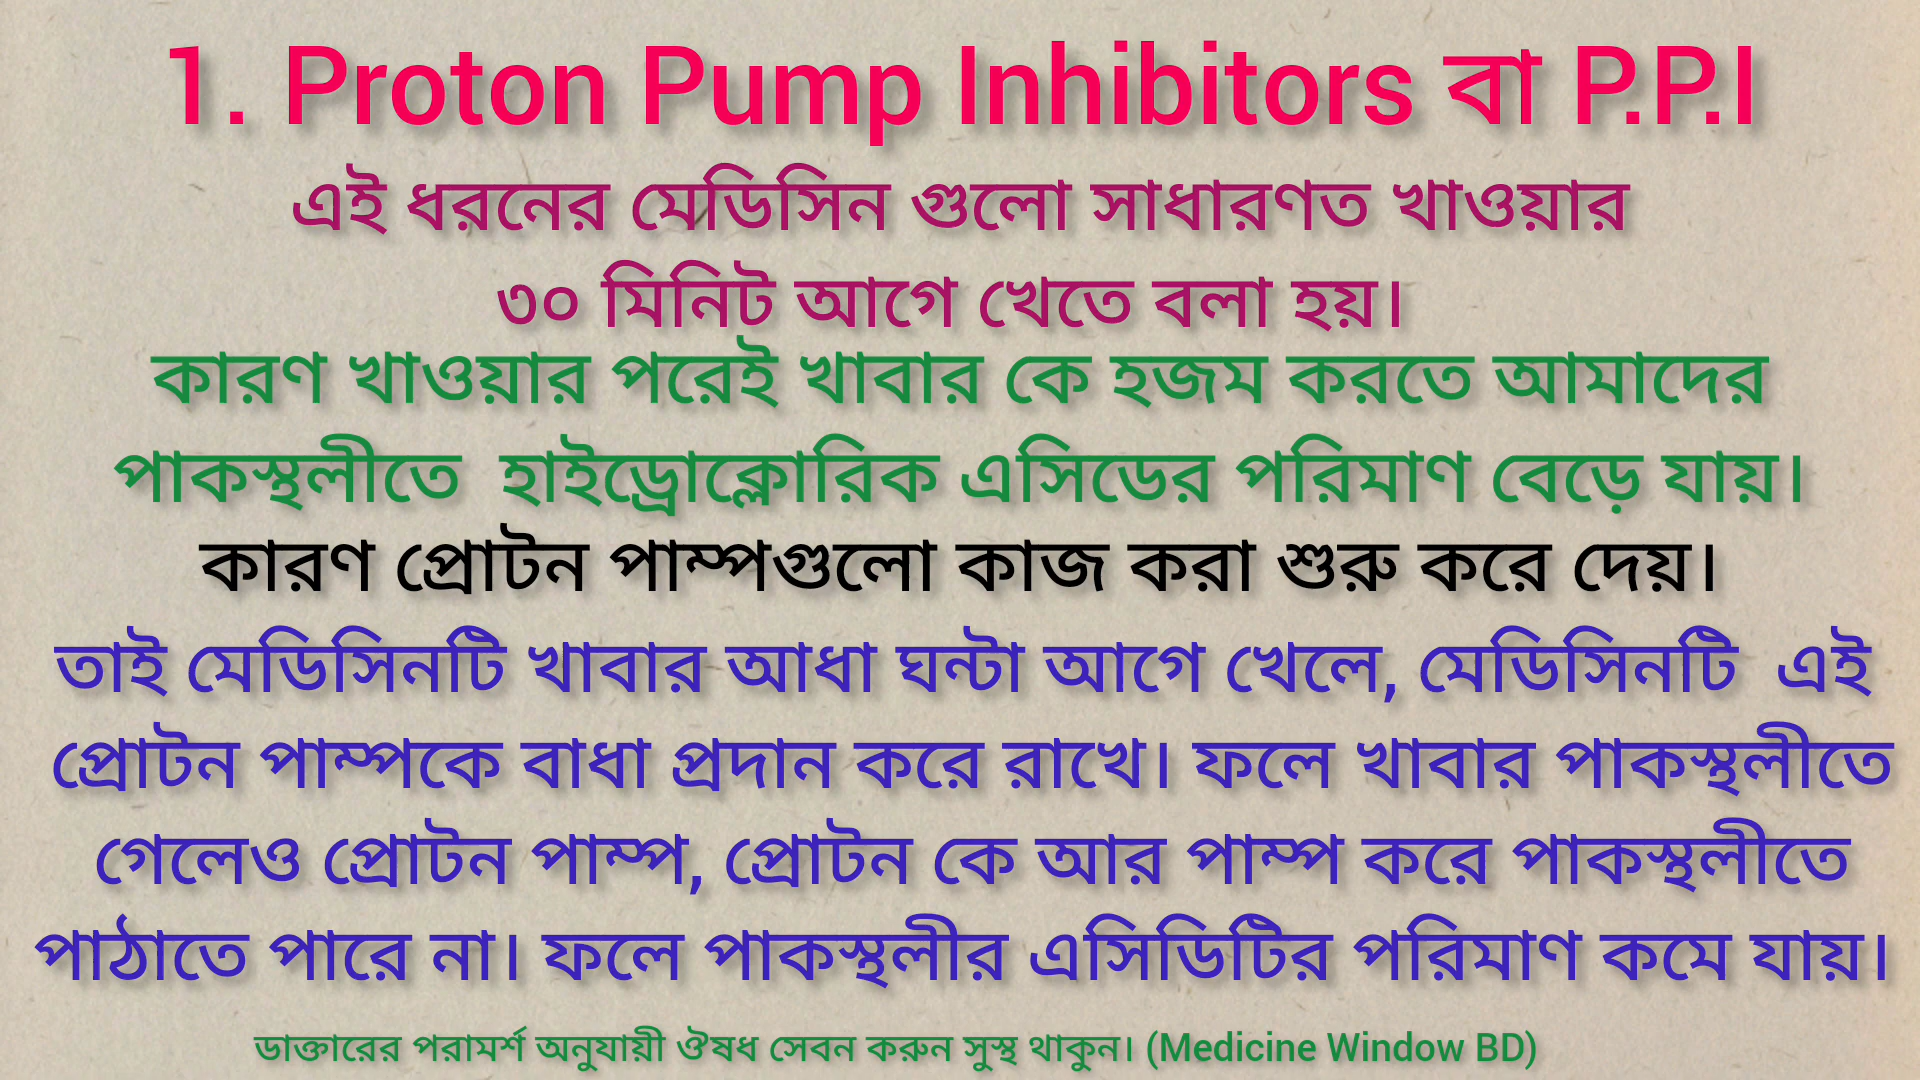 1. Proton Pump Inhibitors বা P.P.I
এই ধরনের মেডিসিন গুলো সাধারণত খাওয়ার
৩০ মিনিট আগে খেতে বলা হয়।
কারণ খাওয়ার পরেই খাবার কে হজম করতে আমাদের
পাকস্থলীতে হাইড্রোক্লোরিক এসিডের পরিমাণ বেড়ে যায়।
কারণ প্রোটন পাম্পগুলো কাজ করা শুরু করে দেয়।
তাই মেডিসিনটি খাবার আধা ঘন্টা আগে খেলে, মেডিসিনটি এই
প্রোটন পাম্পকে বাধা প্রদান করে রাখে। ফলে খাবার পাকস্থলীতে
গেলেও প্রোটন পাম্প, প্রোটন কে আর পাম্প করে পাকস্থলীতে
পাঠাতে পারে না। ফলে পাকস্থলীর এসিডিটির পরিমাণ কমে যায়।
ডাক্তারের পরামর্শ অনুযায়ী ঔষধ সেবন করুন সুস্থ থাকুন। (Medicine Window BD)